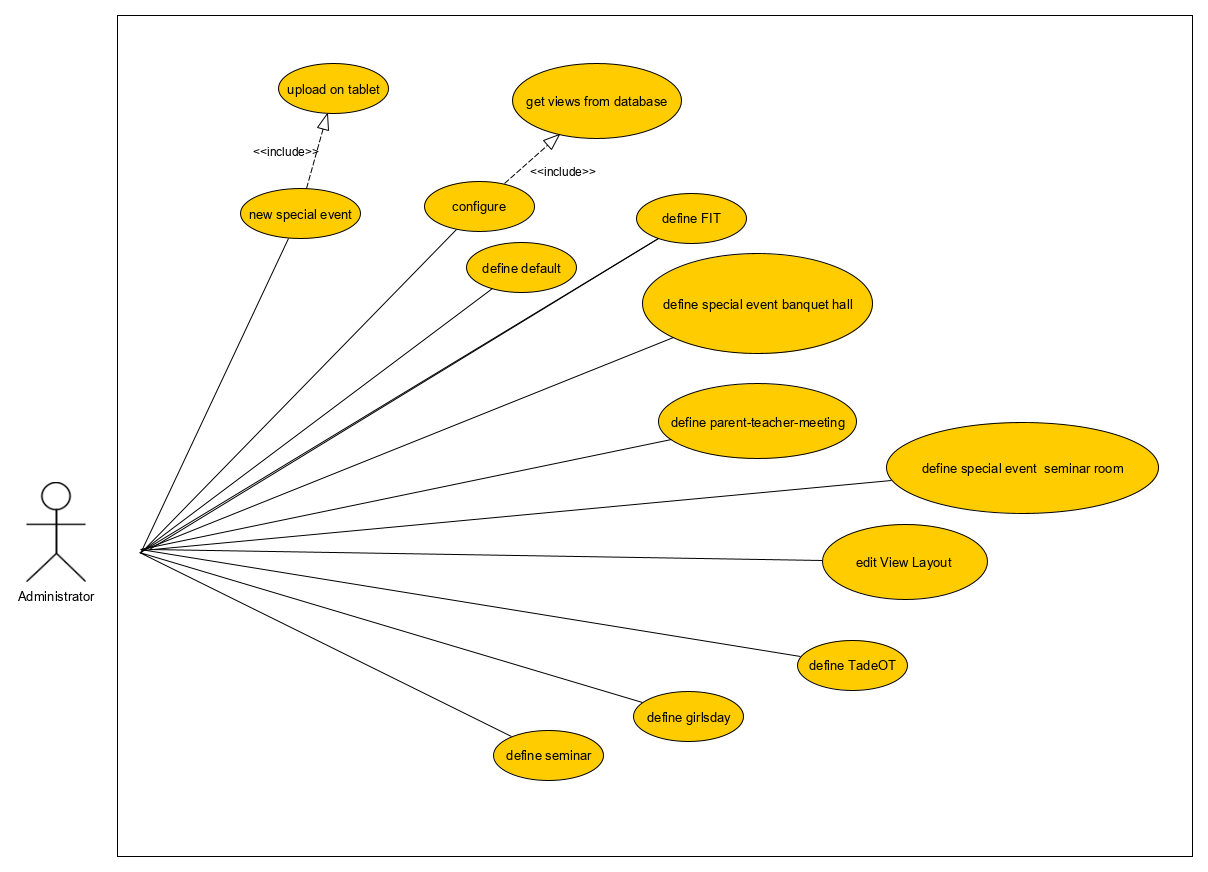 upload on tablet
get views from database
<<include>>
<<include>>
new special event
configure
define FIT
define default
define special event banquet hall
define parent-teacher-meeting
define special event  seminar room
edit View Layout
Administrator
define TadeOT
define girlsday
define seminar